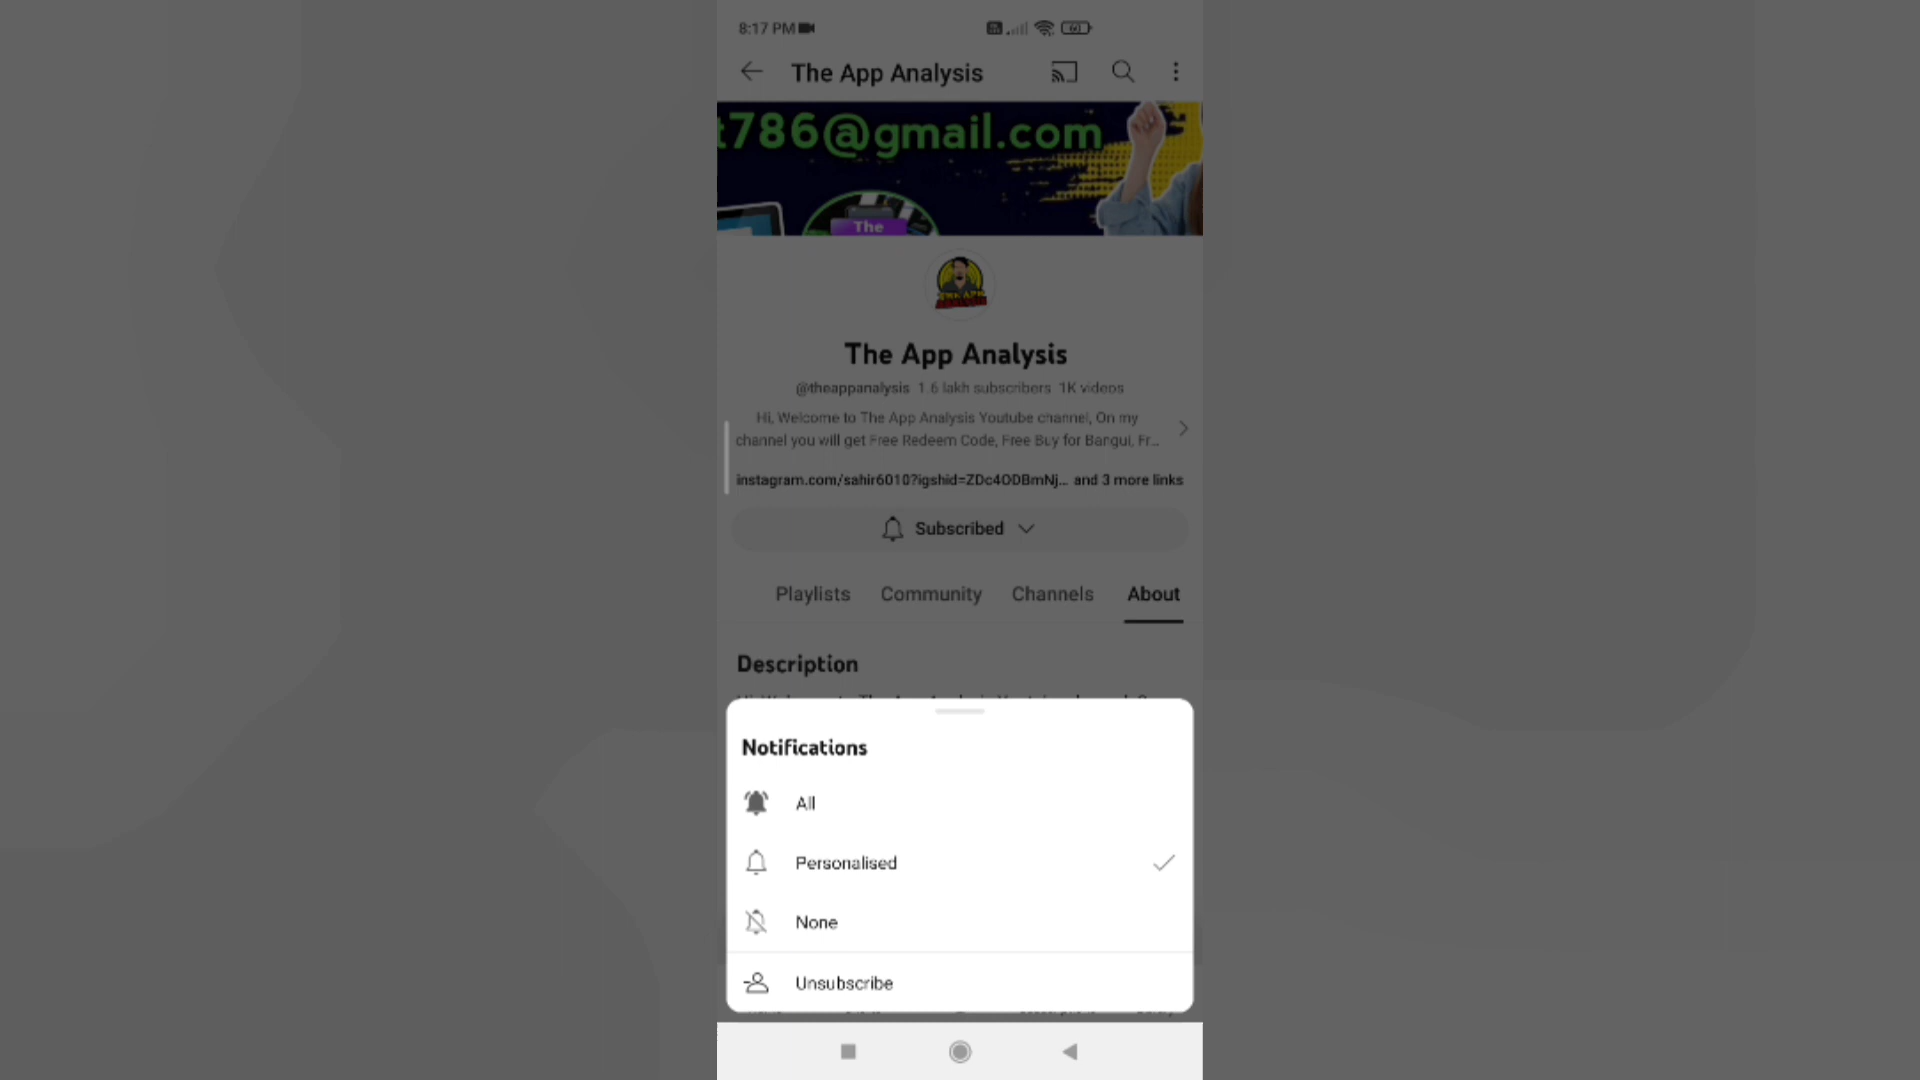 8:17 PM
The App Analysis
t786@gmail.com
The
The App Analysis
@theappanalysis 1.6 lakh subscribers 1K videos
Hi, Welcome to The App Analysis Youtube channel, On my
channel you will get Free Redeem Code, Free Buy for Bangui, Fr...
instagram.com/sahir6010?igshid=ZDc4ODBmNj... and 3 more links
Subscribed
Playlists Community Channels About
Description
Notifications
All
Personalised
None
Unsubscribe